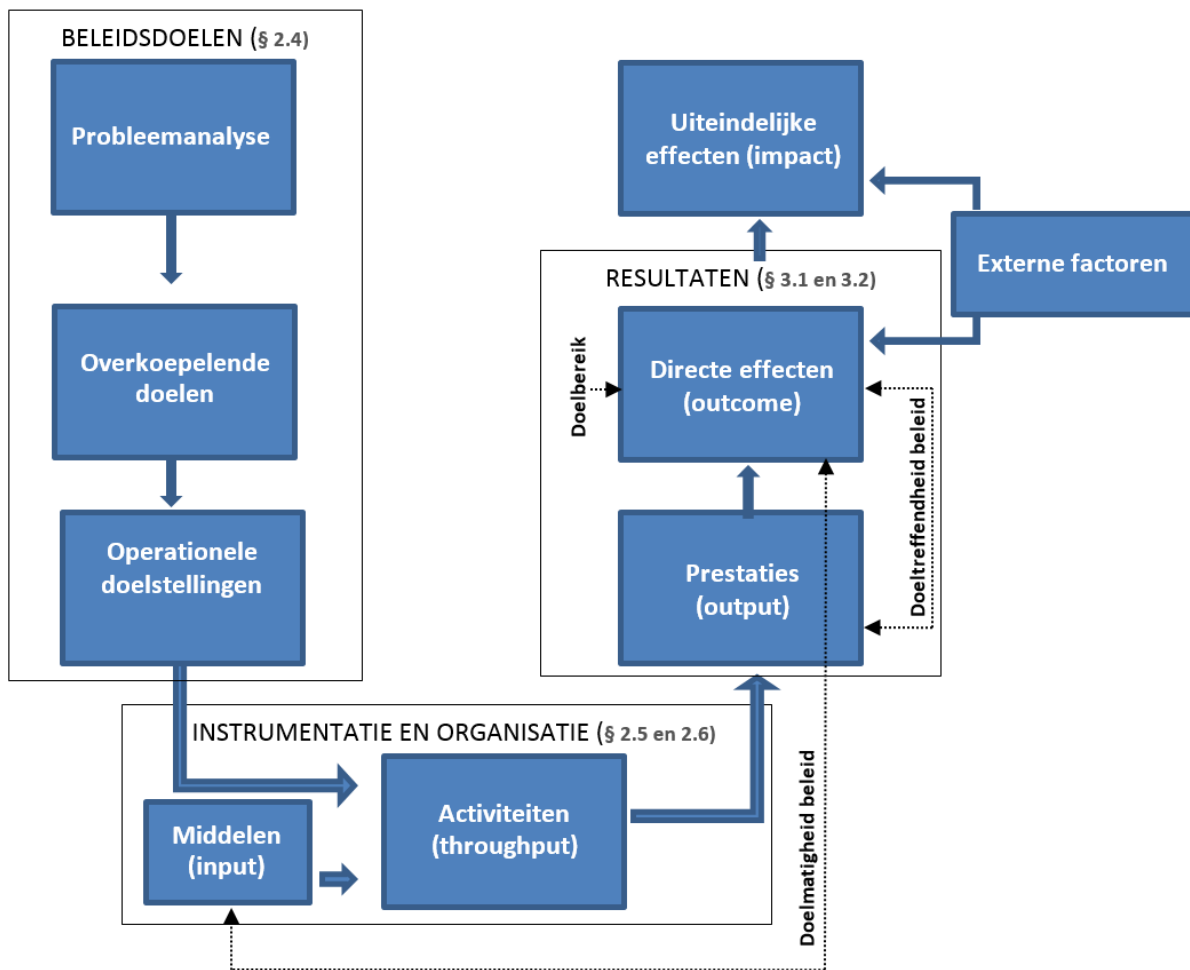 BELEIDSDOELEN (§ 2.4)
Probleemanalyse
Overkoepelende
doelen
Operationele
doelstellingen
INSTRUMENTATIE EN ORGANISATIE (§ 2.5 en 2.6)
Middelen
(input)
Activiteiten
(throughput)
Uiteindelijke
effecten (impact)
Externe factoren
RESULTATEN (§ 3.1 en 3.2)
Doelbereik
Directe effecten
(outcome)
Prestaties
(output)
Doeltreffendheid beleid
Doelmatigheid beleid